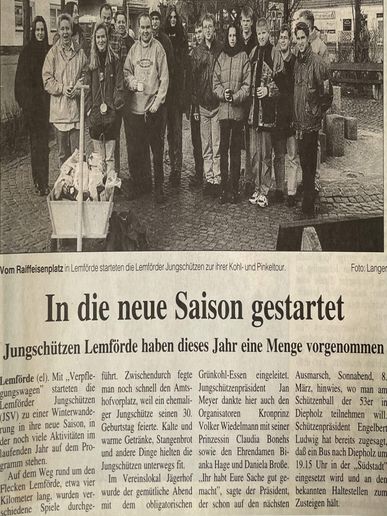 Vom Raiffeisenplatz in Lemförde starteten die Lemförder Jungschützen zur ihrer Kohl- und Pinkeltour. Foto: Langer
In die neue Saison gestartet
Jungschützen Lemförde haben dieses Jahr eine Menge vorgenommen
Lemförde (el). Mit „Verpfle-
gungswagen" starteten die
Lemförder Jungschützen
(JSV) zu einer Winterwande-
rung in ihre neue Saison, in
der noch viele Aktivitäten im
laufenden Jahr auf dem Pro-
gramm stehen.
Auf dem Weg rund um den
Flecken Lemförde, etwa vier
Kilometer lang, wurden ver-
schiedene Spiele durchge-
führt. Zwischendurch fegte
man noch schnell den Amts-
hofvorplatz, weil ein ehemali-
ger Jungschütze seinen 30.
Geburtstag feierte. Kalte und
warme Getränke, Stangenbrot
und andere Dinge hielten die
Jungschützen unterwegs fit.
Im Vereinslokal Jägerhof
wurde der gemütliche Abend
mit dem obligatorischen
Grünkohl-Essen eingeleitet.
Jungschützenpräsident Jan
Meyer dankte hier auch den
Organisatoren Kronprinz
Volker Wiedelmann mit seiner
Prinzessin Claudia Bonehs
sowie den Ehrendamen Bi-
anka Hage und Daniela Broße.
„Ihr habt Eure Sache gut ge-
macht", sagte der Präsident,
der schon auf den nächsten
Ausmarsch, Sonnabend, 8.
März, hinwies, wo man am
Schützenball der 53er in
Diepholz teilnehmen will.
Schützenpräsident Engelbert
Ludwig hat bereits zugesagt,
daß ein Bus nach Diepholz um
19.15 Uhr in der „Südstadt"
eingesetzt wird und an den
bekannten Haltestellen zum
Zusteigen hält.